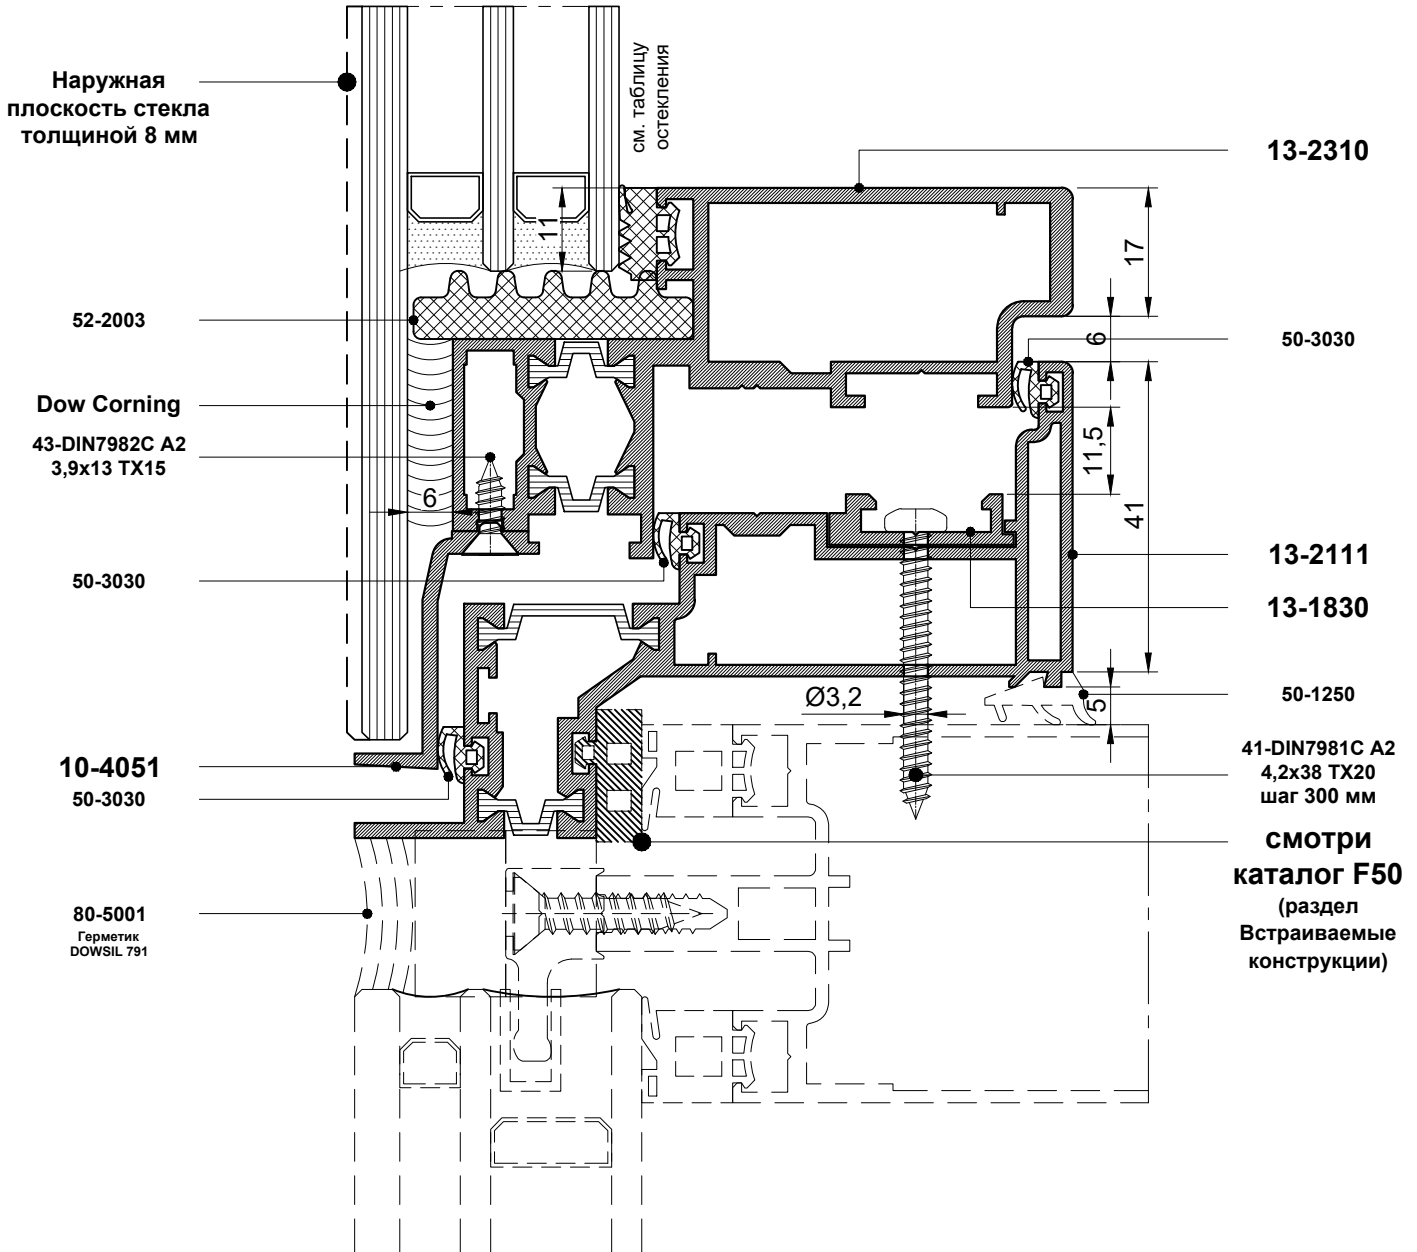 Наружная
плоскость стекла
толщиной 8 мм
см. таблицу
остекления
13-2310
11
17
52-2003
6
50-3030
Dow Corning
43-DIN7982C A2
3,9x13 TX15
11,5
6
41
13-2111
50-3030
13-1830
Ø3,2
5
50-1250
10-4051
50-3030
41-DIN7981C A2
4,2x38 TX20
шаг 300 мм
смотри
каталог F50
(раздел
Встраиваемые
конструкции)
80-5001
Герметик
DOWSIL 791